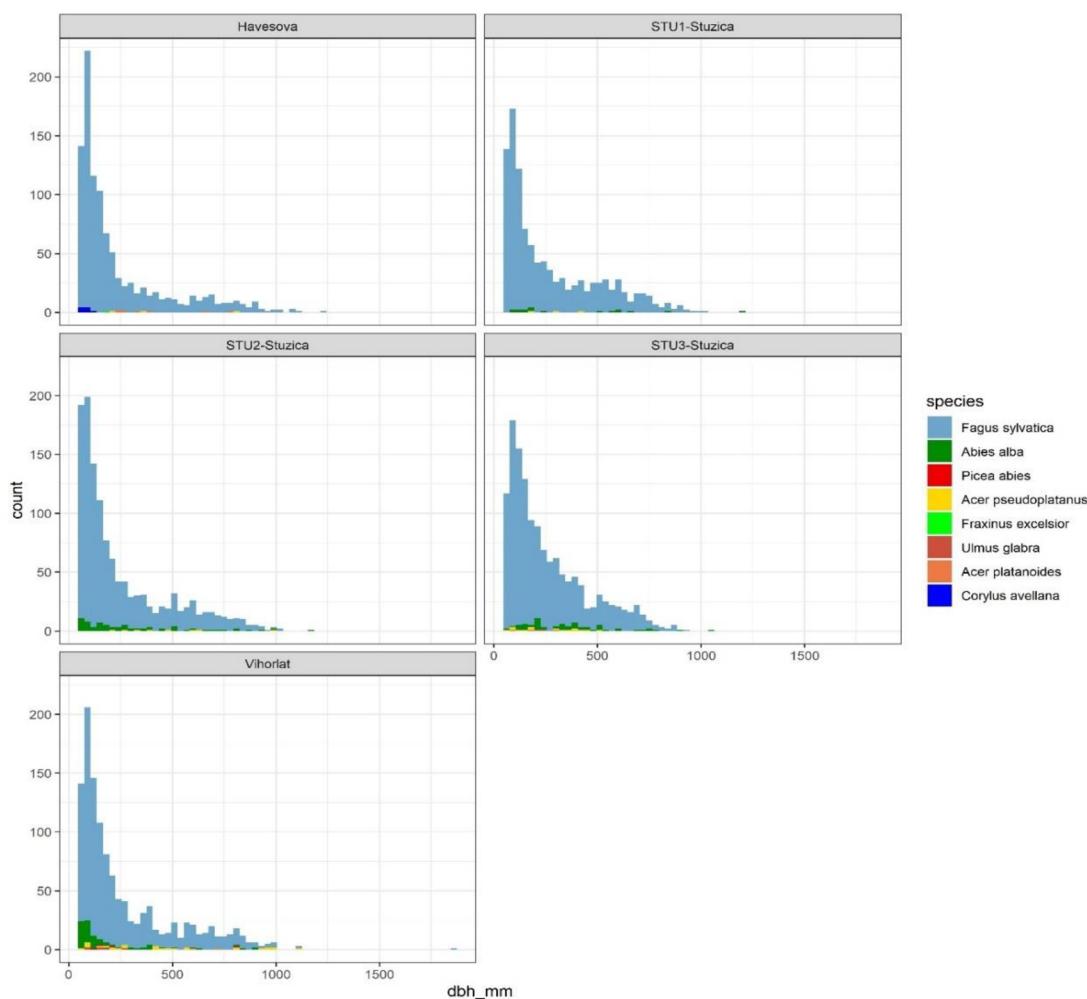 Havesova
STU1-Stuzica
200
150
100
50
0
STU2-Stuzica
STU3-Stuzica
200
150
100
50
0
count
0
500
1000
1500
Vihorlat
200
150
100
50
0
0
500
1000
1500
dbh_mm
species
Fagus sylvatica
Abies alba
Picea abies
Acer pseudoplatanus
Fraxinus excelsior
Ulmus glabra
Acer platanoides
Corylus avellana